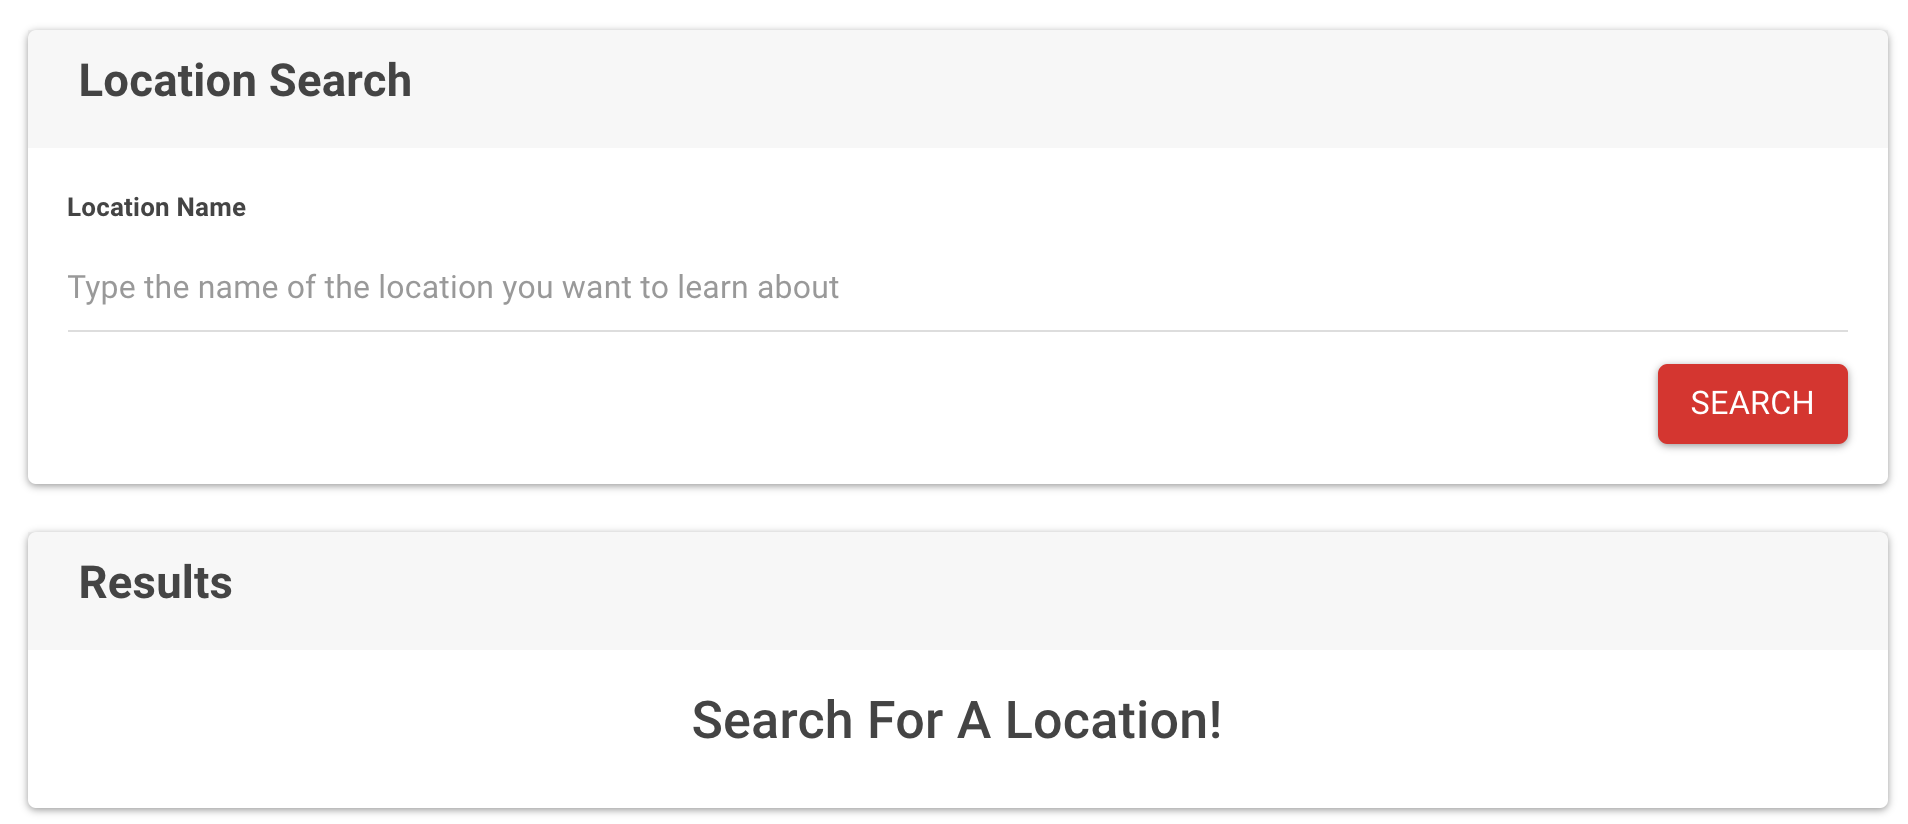 Location Search
Location Name
Type the name of the location you want to learn about
SEARCH
Results
Search For A Location!